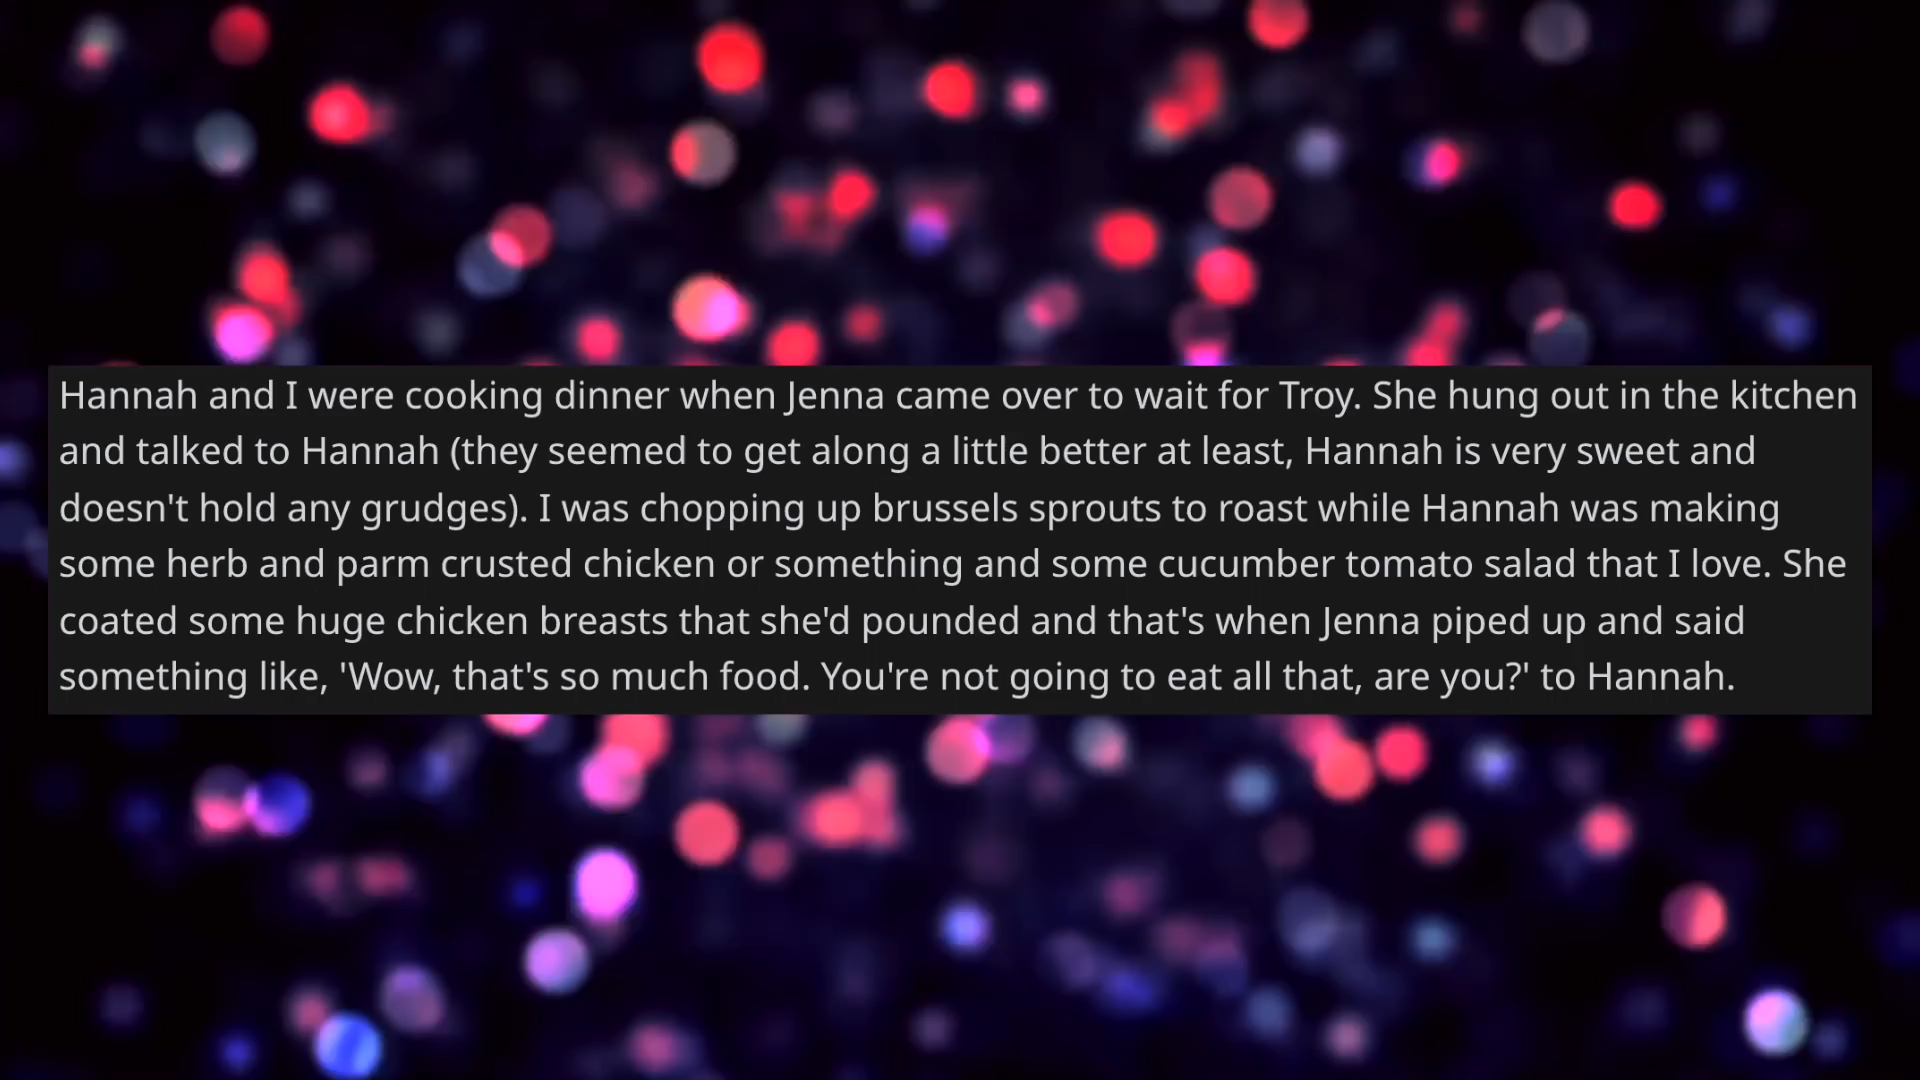 Hannah and I were cooking dinner when Jenna came over to wait for Troy. She hung out in the kitchen
and talked to Hannah (they seemed to get along a little better at least, Hannah is very sweet and
doesn't hold any grudges). I was chopping up brussels sprouts to roast while Hannah was making
some herb and parm crusted chicken or something and some cucumber tomato salad that I love. She
coated some huge chicken breasts that she'd pounded and that's when Jenna piped up and said
something like, 'Wow, that's so much food. You're not going to eat all that, are you?' to Hannah.